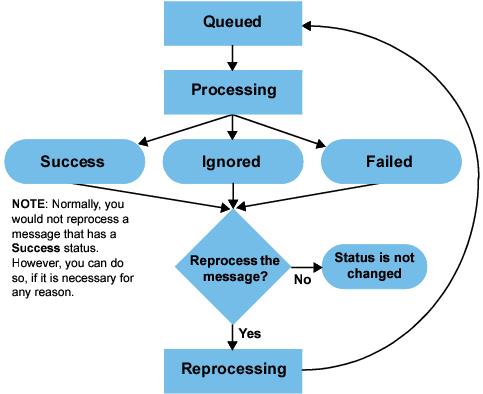 Queued
Processing
Success
Ignored
Failed
NOTE: Normally, you
would not reprocess a
message that has a
Success status.
However, you can do
so, if it is necessary for
any reason.
Reprocess the
message?
No
Status is not
changed
Yes
Reprocessing